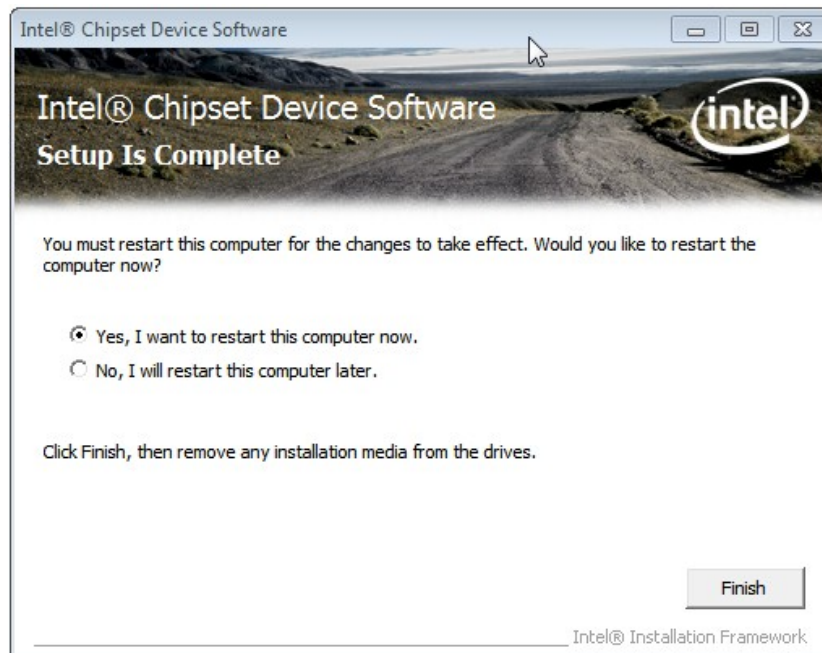 Intel® Chipset Device Software
Intel® Chipset Device Software
intel
Setup Is Complete
You must restart this computer for the changes to take effect. Would you like to restart the
computer now?
Yes, I want to restart this computer now.
No, I will restart this computer later.
Click Finish, then remove any installation media from the drives.
Finish
Intel® Installation Framework